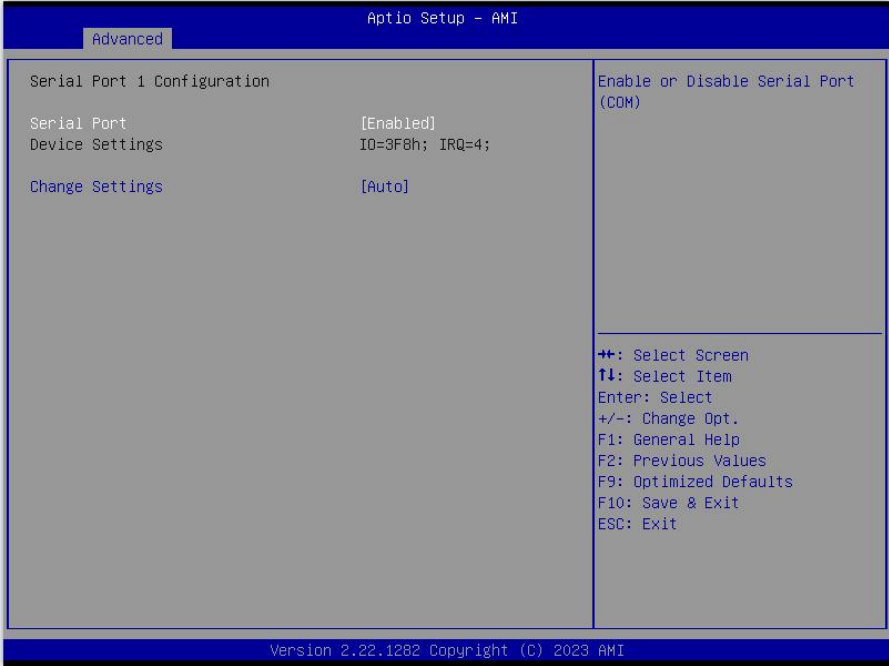 Aptio Setup – AMI
Advanced
Serial Port 1 Configuration
Serial Port [Enabled]
Device Settings IO=3F8h; IRQ=4;
Change Settings [Auto]
Enable or Disable Serial Port
(COM)
→←: Select Screen
↑↓: Select Item
Enter: Select
+/-: Change Opt.
F1: General Help
F2: Previous Values
F9: Optimized Defaults
F10: Save & Exit
ESC: Exit
Version 2.22.1282 Copyright (C) 2023 AMI